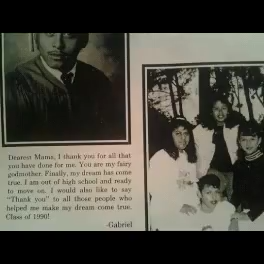 Dearest Mama, I thank you for all that
you have done for me. You are my fairy
godmother. Finally, my dream has come
true. I am out of high school and ready
to move on. I would also like to say
"Thank you" to all those people who
helped me make my dream come true.
Class of 1990!
-Gabriel